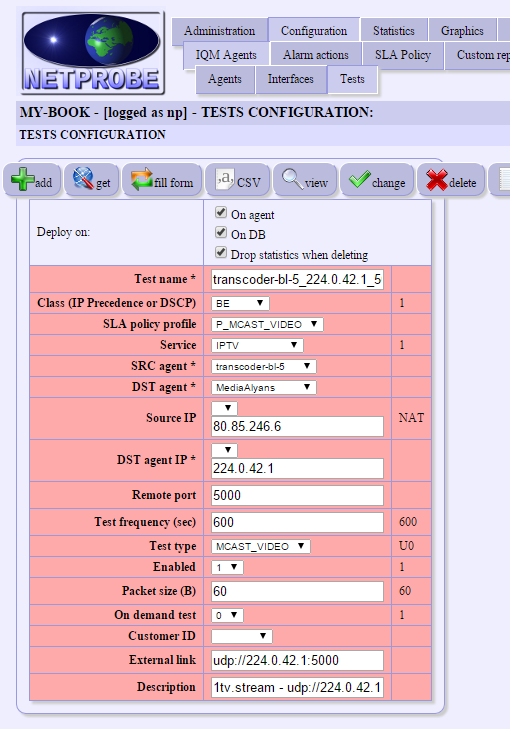 NETPROBE
Administration Configuration Statistics Graphics
IQM Agents Alarm actions SLA Policy Custom rep
Agents Interfaces Tests
MY-BOOK - [logged as np] - TESTS CONFIGURATION:
TESTS CONFIGURATION
add get fill form ,a, CSV view change delete
Deploy on:
On agent
On DB
Drop statistics when deleting
Test name * transcoder-bl-5_224.0.42.1_5
Class (IP Precedence or DSCP) BE 1
SLA policy profile P_MCAST_VIDEO
Service IPTV 1
SRC agent * transcoder-bl-5
DST agent * MediaAlyans
Source IP 80.85.246.6 NAT
DST agent IP * 224.0.42.1
Remote port 5000
Test frequency (sec) 600 600
Test type MCAST_VIDEO U0
Enabled 1 1
Packet size (B) 60 60
On demand test 0 1
Customer ID
External link udp://224.0.42.1:5000
Description 1tv.stream - udp://224.0.42.1